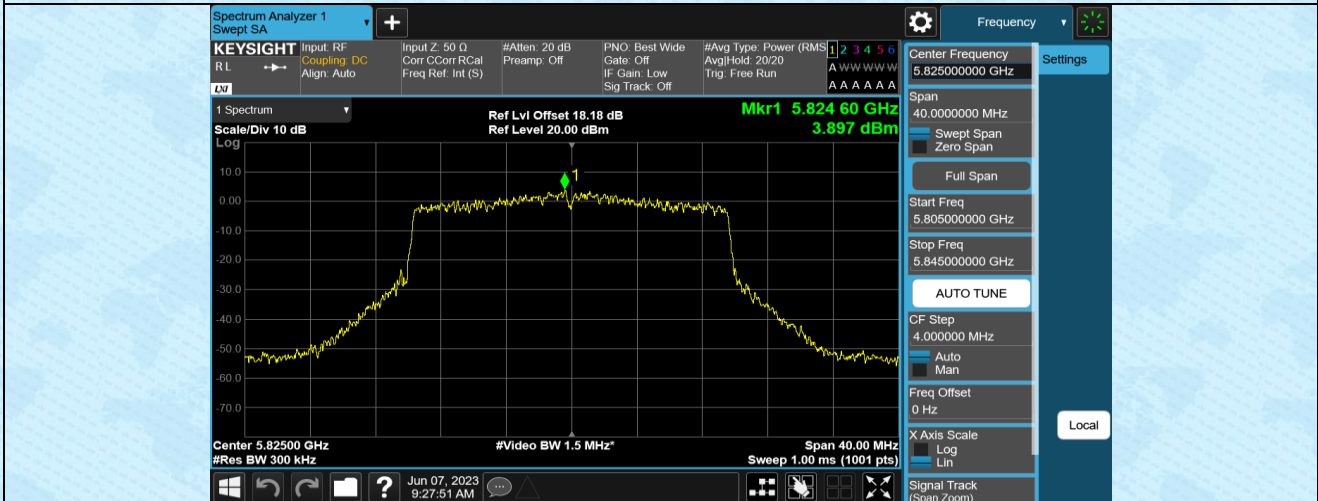 Spectrum Analyzer 1
Swept SA
+
Frequency
KEYSIGHT
RL
LXI
Input: RF
Coupling: DC
Align: Auto
Input Z: 50 Ω
Corr CCorr RCal
Freq Ref: Int (S)
#Atten: 20 dB
Preamp: Off
PNO: Best Wide
Gate: Off
IF Gain: Low
Sig Track: Off
#Avg Type: Power (RMS
Avg|Hold: 20/20
Trig: Free Run
1 2 3 4 5 6
A W W W W W
A A A A A A
1 Spectrum
Scale/Div 10 dB
Log
Ref Lvl Offset 18.18 dB
Ref Level 20.00 dBm
Mkr1 5.824 60 GHz
3.897 dBm
1
10.0
0.00
-10.0
-20.0
-30.0
-40.0
-50.0
-60.0
-70.0
Center 5.82500 GHz
#Res BW 300 kHz
#Video BW 1.5 MHz*
Span 40.00 MHz
Sweep 1.00 ms (1001 pts)
Center Frequency
5.825000000 GHz
Settings
Span
40.0000000 MHz
Swept Span
Zero Span
Full Span
Start Freq
5.805000000 GHz
Stop Freq
5.845000000 GHz
AUTO TUNE
CF Step
4.000000 MHz
Auto
Man
Freq Offset
0 Hz
X Axis Scale
Log
Lin
Signal Track
(Span Zoom)
Local
?
Jun 07, 2023
9:27:51 AM